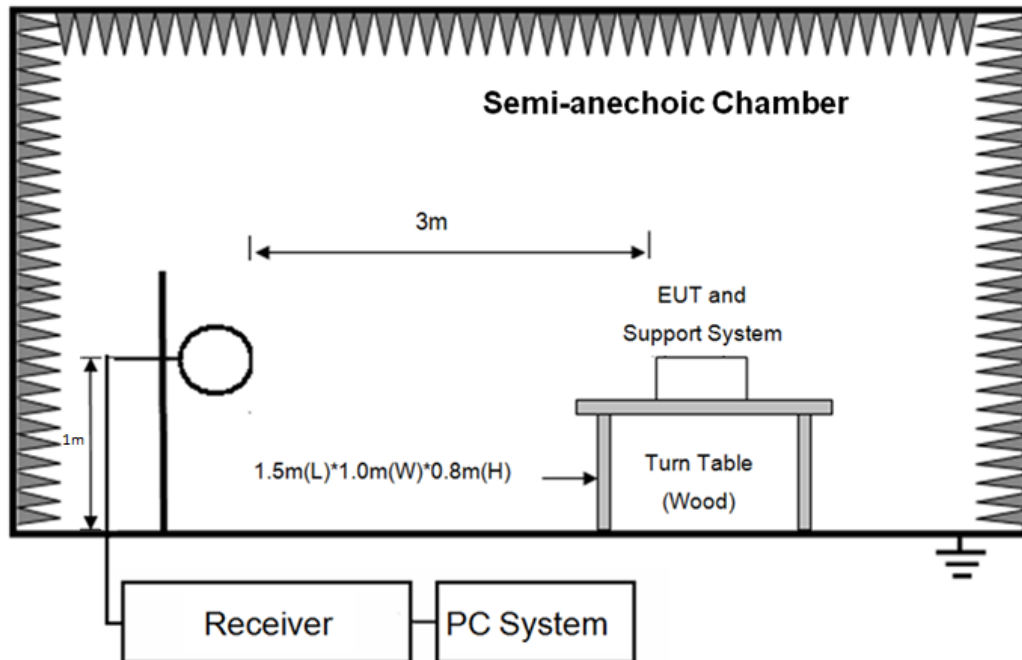 Semi-anechoic Chamber
3m
EUT and
Support System
1m
1.5m(L)*1.0m(W)*0.8m(H)
Turn Table
(Wood)
Receiver
PC System